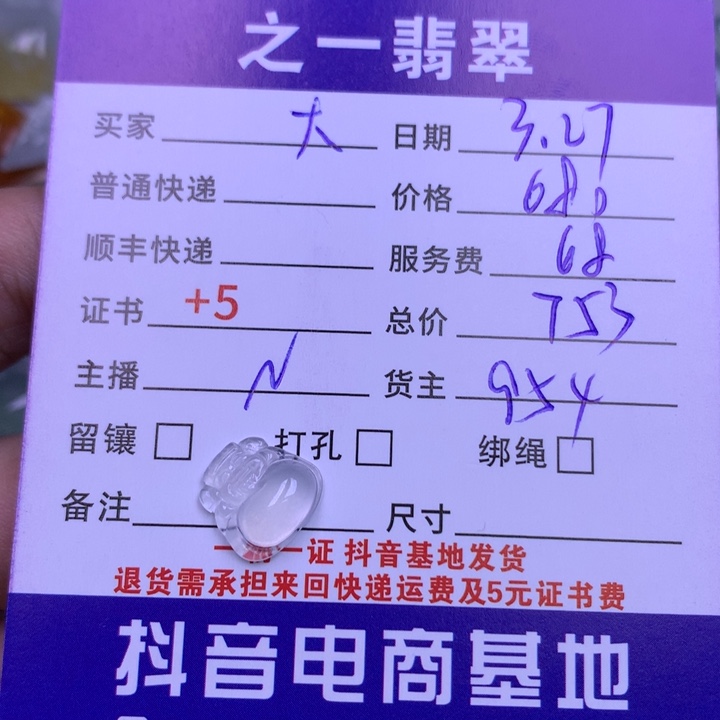 之一翡翠
买家 大 日期 3.27
普通快递 价格 680
顺丰快递 服务费 68
证书 +5 总价 753
主播 N 货主 954
留镶 打孔 绑绳
备注 尺寸
一 一证 抖音基地发货
退货需承担来回快递运费及5元证书费
抖音电商基地